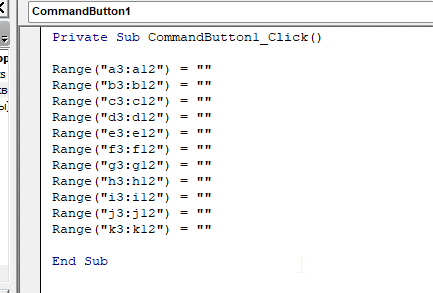 CommandButton1
Private Sub CommandButton1_Click()
Range("a3:a12") = ""
Range("b3:b12") = ""
Range("c3:c12") = ""
Range("d3:d12") = ""
Range("e3:e12") = ""
Range("f3:f12") = ""
Range("g3:g12") = ""
Range("h3:h12") = ""
Range("i3:i12") = ""
Range("j3:j12") = ""
Range("k3:k12") = ""
End Sub